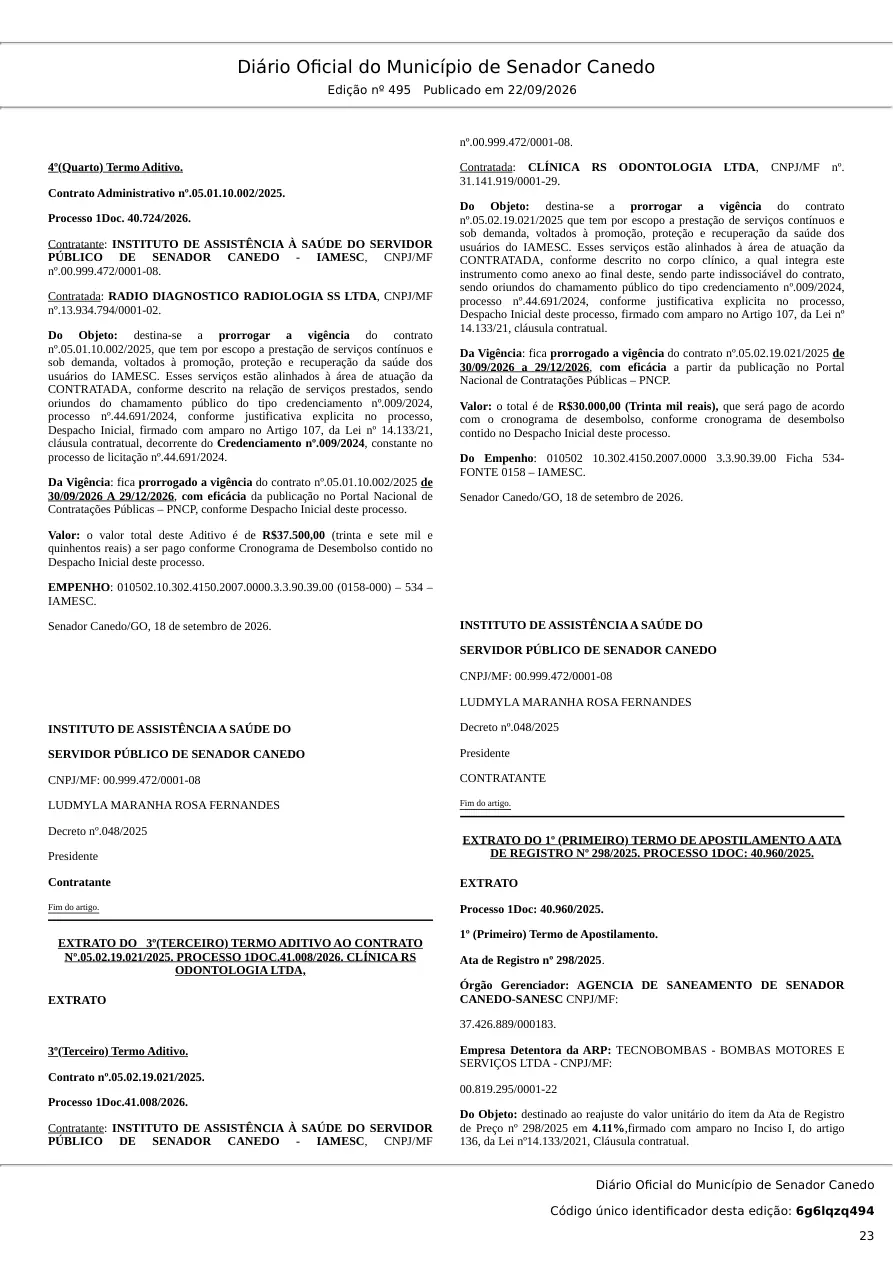 Diário Oficial do Município de Senador Canedo
Edição nº 495   Publicado em 22/09/2026
4º(Quarto) Termo Aditivo.
Contrato Administrativo nº.05.01.10.002/2025.
Processo 1Doc. 40.724/2026.
Contratante: INSTITUTO DE ASSISTÊNCIA À SAÚDE DO SERVIDOR
PÚBLICO DE SENADOR CANEDO - IAMESC, CNPJ/MF
nº.00.999.472/0001-08.
Contratada: RADIO DIAGNOSTICO RADIOLOGIA SS LTDA, CNPJ/MF
nº.13.934.794/0001-02.
Do Objeto: destina-se a prorrogar a vigência do contrato
nº.05.01.10.002/2025, que tem por escopo a prestação de serviços contínuos e
sob demanda, voltados à promoção, proteção e recuperação da saúde dos
usuários do IAMESC. Esses serviços estão alinhados à área de atuação da
CONTRATADA, conforme descrito na relação de serviços prestados, sendo
oriundos do chamamento público do tipo credenciamento nº.009/2024,
processo nº.44.691/2024, conforme justificativa explicita no processo,
Despacho Inicial, firmado com amparo no Artigo 107, da Lei nº 14.133/21,
cláusula contratual, decorrente do Credenciamento nº.009/2024, constante no
processo de licitação nº.44.691/2024.
Da Vigência: fica prorrogado a vigência do contrato nº.05.01.10.002/2025 de
30/09/2026 A 29/12/2026, com eficácia da publicação no Portal Nacional de
Contratações Públicas – PNCP, conforme Despacho Inicial deste processo.
Valor: o valor total deste Aditivo é de R$37.500,00 (trinta e sete mil e
quinhentos reais) a ser pago conforme Cronograma de Desembolso contido no
Despacho Inicial deste processo.
EMPENHO: 010502.10.302.4150.2007.0000.3.3.90.39.00 (0158-000) – 534 –
IAMESC.
Senador Canedo/GO, 18 de setembro de 2026.
INSTITUTO DE ASSISTÊNCIA A SAÚDE DO
SERVIDOR PÚBLICO DE SENADOR CANEDO
CNPJ/MF: 00.999.472/0001-08
LUDMYLA MARANHA ROSA FERNANDES
Decreto nº.048/2025
Presidente
Contratante
Fim do artigo.
EXTRATO DO   3º(TERCEIRO) TERMO ADITIVO AO CONTRATO
Nº.05.02.19.021/2025. PROCESSO 1DOC.41.008/2026. CLÍNICA RS
ODONTOLOGIA LTDA,
EXTRATO
3º(Terceiro) Termo Aditivo.
Contrato nº.05.02.19.021/2025.
Processo 1Doc.41.008/2026.
Contratante: INSTITUTO DE ASSISTÊNCIA À SAÚDE DO SERVIDOR
PÚBLICO DE SENADOR CANEDO - IAMESC, CNPJ/MF
nº.00.999.472/0001-08.
Contratada: CLÍNICA RS ODONTOLOGIA LTDA, CNPJ/MF nº.
31.141.919/0001-29.
Do Objeto: destina-se a prorrogar a vigência do contrato
nº.05.02.19.021/2025 que tem por escopo a prestação de serviços contínuos e
sob demanda, voltados à promoção, proteção e recuperação da saúde dos
usuários do IAMESC. Esses serviços estão alinhados à área de atuação da
CONTRATADA, conforme descrito no corpo clínico, a qual integra este
instrumento como anexo ao final deste, sendo parte indissociável do contrato,
sendo oriundos do chamamento público do tipo credenciamento nº.009/2024,
processo nº.44.691/2024, conforme justificativa explicita no processo,
Despacho Inicial deste processo, firmado com amparo no Artigo 107, da Lei nº
14.133/21, cláusula contratual.
Da Vigência: fica prorrogado a vigência do contrato nº.05.02.19.021/2025 de
30/09/2026 a 29/12/2026, com eficácia a partir da publicação no Portal
Nacional de Contratações Públicas – PNCP.
Valor: o total é de R$30.000,00 (Trinta mil reais), que será pago de acordo
com o cronograma de desembolso, conforme cronograma de desembolso
contido no Despacho Inicial deste processo.
Do Empenho: 010502 10.302.4150.2007.0000 3.3.90.39.00 Ficha 534-
FONTE 0158 – IAMESC.
Senador Canedo/GO, 18 de setembro de 2026.
INSTITUTO DE ASSISTÊNCIA A SAÚDE DO
SERVIDOR PÚBLICO DE SENADOR CANEDO
CNPJ/MF: 00.999.472/0001-08
LUDMYLA MARANHA ROSA FERNANDES
Decreto nº.048/2025
Presidente
CONTRATANTE
Fim do artigo.
EXTRATO DO 1º (PRIMEIRO) TERMO DE APOSTILAMENTO A ATA
DE REGISTRO Nº 298/2025. PROCESSO 1DOC: 40.960/2025.
EXTRATO
Processo 1Doc: 40.960/2025.
1º (Primeiro) Termo de Apostilamento.
Ata de Registro nº 298/2025.
Órgão Gerenciador: AGENCIA DE SANEAMENTO DE SENADOR
CANEDO-SANESC CNPJ/MF:
37.426.889/000183.
Empresa Detentora da ARP: TECNOBOMBAS - BOMBAS MOTORES E
SERVIÇOS LTDA - CNPJ/MF:
00.819.295/0001-22
Do Objeto: destinado ao reajuste do valor unitário do item da Ata de Registro
de Preço nº 298/2025 em 4.11%,firmado com amparo no Inciso I, do artigo
136, da Lei nº14.133/2021, Cláusula contratual.
Diário Oficial do Município de Senador Canedo
Código único identificador desta edição: 6g6lqzq494
23